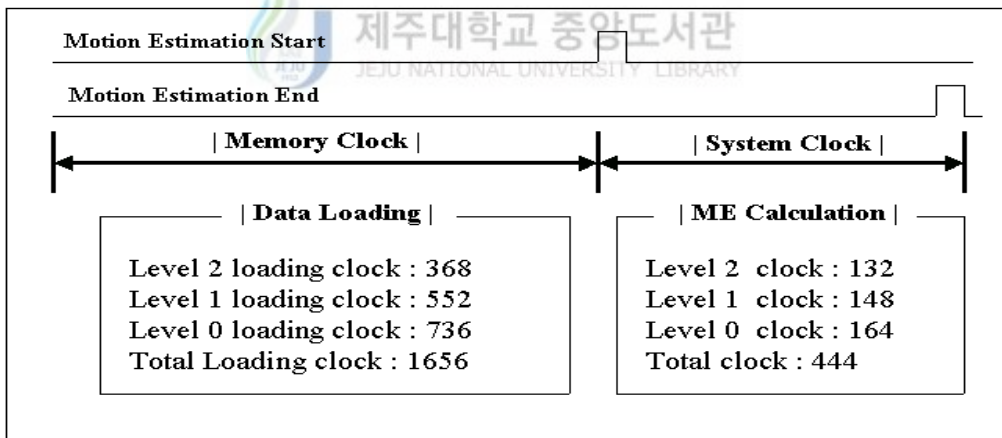 제주대학교 중앙도서관
JEJU NATIONAL UNIVERSITY LIBRARY
Motion Estimation Start
Motion Estimation End
| Memory Clock |
| System Clock |
| Data Loading |
Level 2 loading clock : 368
Level 1 loading clock : 552
Level 0 loading clock : 736
Total Loading clock : 1656
| ME Calculation |
Level 2 clock : 132
Level 1 clock : 148
Level 0 clock : 164
Total clock : 444